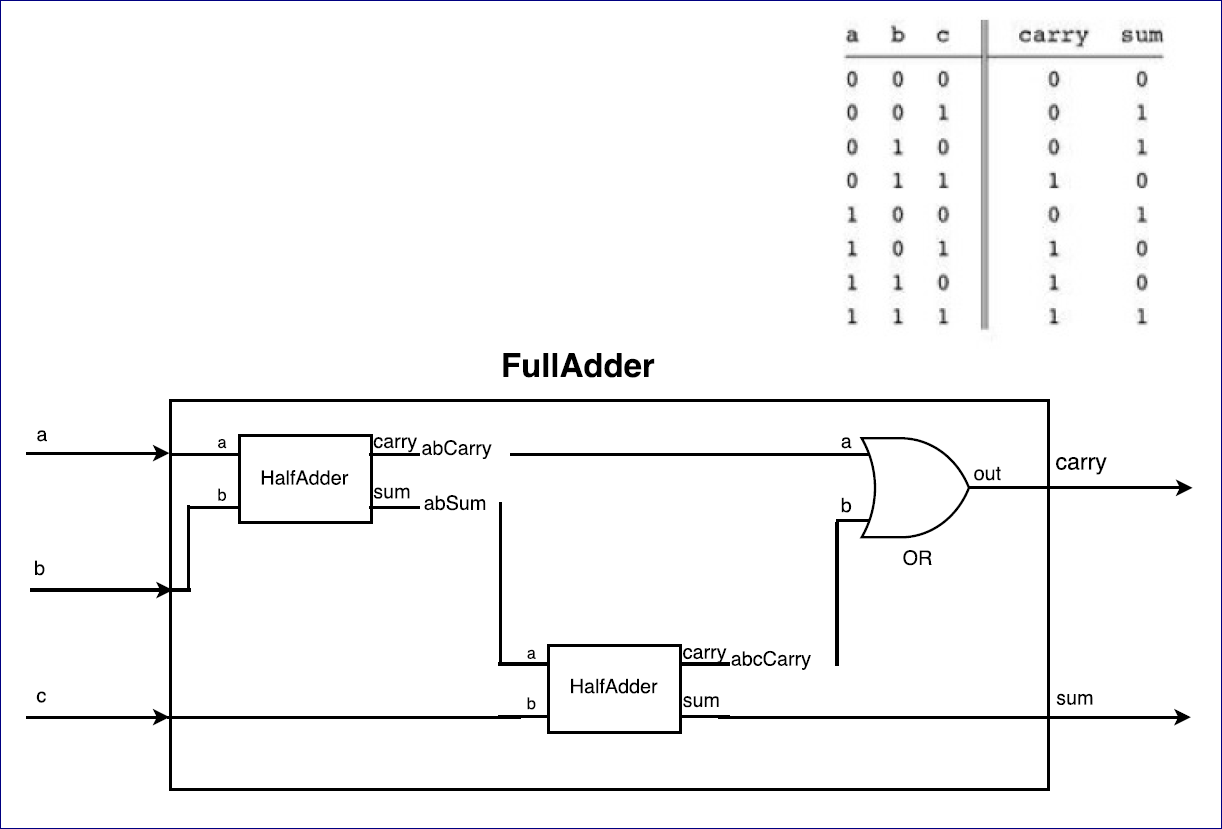 a b c carry sum
0 0 0 0 0
0 0 1 0 1
0 1 0 0 1
0 1 1 1 0
1 0 0 0 1
1 0 1 1 0
1 1 0 1 0
1 1 1 1 1
FullAdder
a
a
b
HalfAdder
carry
abCarry
sum
abSum
b
a
b
out
OR
carry
c
a
b
HalfAdder
carry
abcCarry
sum
sum